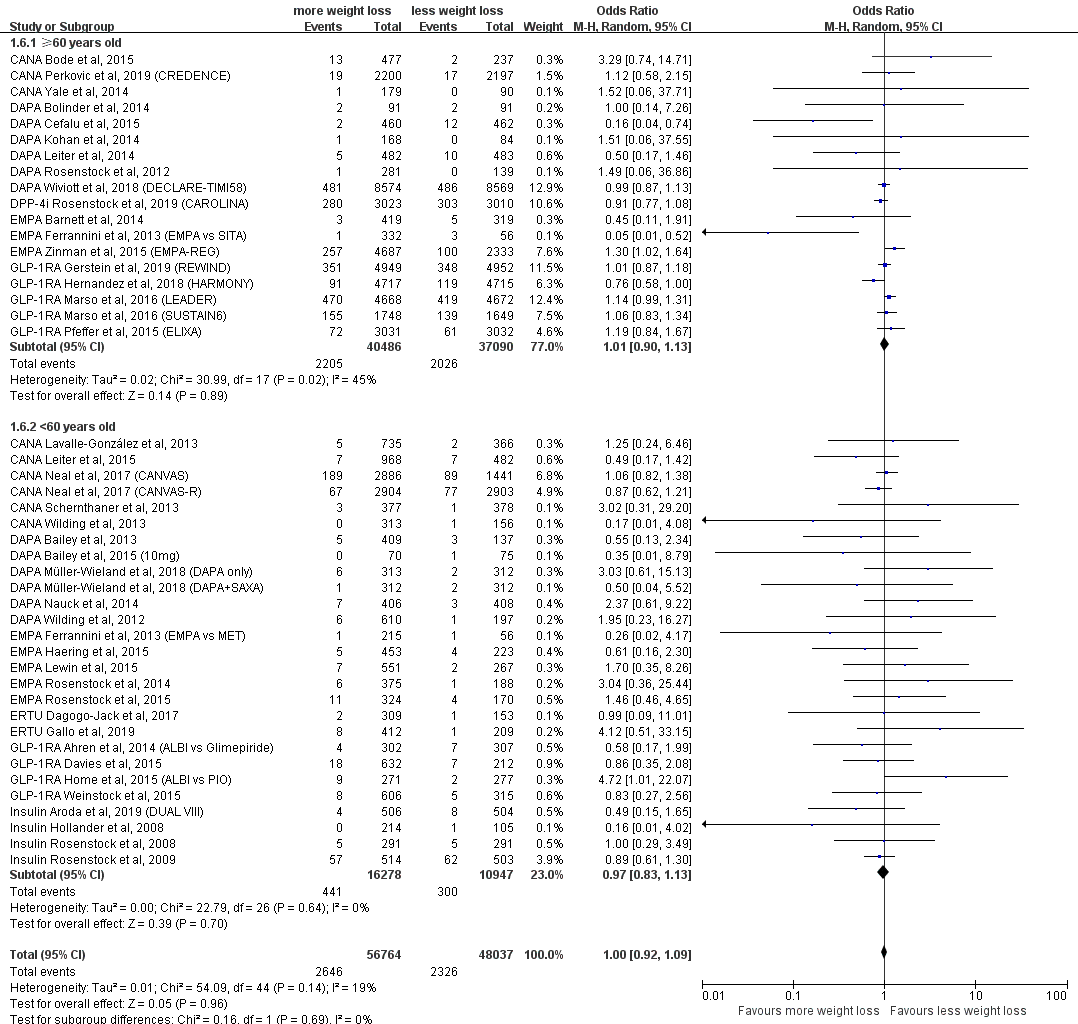 more weight loss less weight loss Odds Ratio Odds Ratio
Study or Subgroup Events Total Events Total Weight M-H, Random, 95% CI M-H, Random, 95% CI
1.6.1 ≥60 years old
CANA Bode et al, 2015 13 477 2 237 0.3% 3.29 [0.74, 14.71]
CANA Perkovic et al, 2019 (CREDENCE) 19 2200 17 2197 1.5% 1.12 [0.58, 2.15]
CANA Yale et al, 2014 1 179 0 90 0.1% 1.52 [0.06, 37.71]
DAPA Bolinder et al, 2014 2 91 2 91 0.2% 1.00 [0.14, 7.26]
DAPA Cefalu et al, 2015 2 460 12 462 0.3% 0.16 [0.04, 0.74]
DAPA Kohan et al, 2014 1 168 0 84 0.1% 1.51 [0.06, 37.55]
DAPA Leiter et al, 2014 5 482 10 483 0.6% 0.50 [0.17, 1.46]
DAPA Rosenstock et al, 2012 1 281 0 139 0.1% 1.49 [0.06, 36.86]
DAPA Wiviott et al, 2018 (DECLARE-TIMI58) 481 8574 486 8569 12.9% 0.99 [0.87, 1.13]
DPP-4i Rosenstock et al, 2019 (CAROLINA) 280 3023 303 3010 10.6% 0.91 [0.77, 1.08]
EMPA Barnett et al, 2014 3 419 5 319 0.4% 0.45 [0.11, 1.91]
EMPA Ferrannini et al, 2013 (EMPA vs SITA) 1 332 3 56 0.1% 0.05 [0.01, 0.52]
EMPA Zinman et al, 2015 (EMPA-REG) 257 4687 100 2333 7.6% 1.30 [1.02, 1.64]
GLP-1RA Gerstein et al, 2019 (REWIND) 351 4949 348 4952 11.5% 1.01 [0.87, 1.18]
GLP-1RA Hernandez et al, 2018 (HARMONY) 91 4717 119 4715 6.3% 0.76 [0.58, 1.00]
GLP-1RA Marso et al, 2016 (LEADER) 470 4668 419 4672 12.4% 1.14 [0.99, 1.31]
GLP-1RA Marso et al, 2016 (SUSTAIN6) 155 1748 139 1649 7.5% 1.06 [0.83, 1.34]
GLP-1RA Pfeffer et al, 2015 (ELIXA) 72 3031 61 3032 4.6% 1.19 [0.84, 1.67]
Subtotal (95% CI) 40486 37090 77.0% 1.01 [0.90, 1.13]
Total events 2205 2026
Heterogeneity: Tau² = 0.02; Chi² = 30.99, df = 17 (P = 0.02); I² = 45%
Test for overall effect: Z = 0.14 (P = 0.89)
1.6.2 <60 years old
CANA Lavalle-González et al, 2013 5 735 2 366 0.3% 1.25 [0.24, 6.46]
CANA Leiter et al, 2015 7 968 7 482 0.6% 0.49 [0.17, 1.42]
CANA Neal et al, 2017 (CANVAS) 189 2886 89 1441 6.8% 1.06 [0.82, 1.38]
CANA Neal et al, 2017 (CANVAS-R) 67 2904 77 2903 4.9% 0.87 [0.62, 1.21]
CANA Schernthaner et al, 2013 3 377 1 378 0.1% 3.02 [0.31, 29.20]
CANA Wilding et al, 2013 0 313 1 156 0.1% 0.17 [0.01, 4.08]
DAPA Bailey et al, 2013 5 409 3 137 0.4% 0.55 [0.13, 2.34]
DAPA Bailey et al, 2015 (10mg) 0 70 1 75 0.1% 0.35 [0.01, 8.79]
DAPA Müller-Wieland et al, 2018 (DAPA only) 6 313 2 312 0.3% 3.03 [0.61, 15.13]
DAPA Müller-Wieland et al, 2018 (DAPA+SAXA) 1 312 2 312 0.1% 0.50 [0.04, 5.52]
DAPA Nauck et al, 2014 7 406 3 408 0.4% 2.37 [0.61, 9.22]
DAPA Wilding et al, 2012 6 610 1 197 0.2% 1.95 [0.23, 16.27]
EMPA Ferrannini et al, 2013 (EMPA vs MET) 1 215 1 56 0.1% 0.26 [0.02, 4.17]
EMPA Haering et al, 2015 5 453 4 223 0.4% 0.61 [0.16, 2.30]
EMPA Lewin et al, 2015 7 551 2 267 0.3% 1.70 [0.35, 8.26]
EMPA Rosenstock et al, 2014 6 375 1 188 0.2% 3.04 [0.36, 25.44]
EMPA Rosenstock et al, 2015 11 324 4 170 0.5% 1.46 [0.46, 4.65]
ERTU Dagogo-Jack et al, 2017 2 309 1 153 0.1% 0.99 [0.09, 11.01]
ERTU Gallo et al, 2019 8 412 1 209 0.2% 4.12 [0.51, 33.15]
GLP-1RA Ahren et al, 2014 (ALBI vs Glimepiride) 4 302 7 307 0.5% 0.58 [0.17, 1.99]
GLP-1RA Davies et al, 2015 18 632 7 212 0.9% 0.86 [0.35, 2.08]
GLP-1RA Home et al, 2015 (ALBI vs PIO) 9 271 2 277 0.3% 4.72 [1.01, 22.07]
GLP-1RA Weinstock et al, 2015 8 606 5 315 0.6% 0.83 [0.27, 2.56]
Insulin Aroda et al, 2019 (DUAL VIII) 4 506 8 504 0.5% 0.49 [0.15, 1.65]
Insulin Hollander et al, 2008 0 214 1 105 0.1% 0.16 [0.01, 4.02]
Insulin Rosenstock et al, 2008 5 291 5 291 0.5% 1.00 [0.29, 3.49]
Insulin Rosenstock et al, 2009 57 514 62 503 3.9% 0.89 [0.61, 1.30]
Subtotal (95% CI) 16278 10947 23.0% 0.97 [0.83, 1.13]
Total events 441 300
Heterogeneity: Tau² = 0.00; Chi² = 22.79, df = 26 (P = 0.64); I² = 0%
Test for overall effect: Z = 0.39 (P = 0.70)
Total (95% CI) 56764 48037 100.0% 1.00 [0.92, 1.09]
Total events 2646 2326
Heterogeneity: Tau² = 0.01; Chi² = 54.09, df = 44 (P = 0.14); I² = 19%
Test for overall effect: Z = 0.05 (P = 0.96)
Test for subgroup differences: Chi² = 0.16, df = 1 (P = 0.69), I² = 0%
0.01 0.1 1 10 100
Favours more weight loss Favours less weight loss